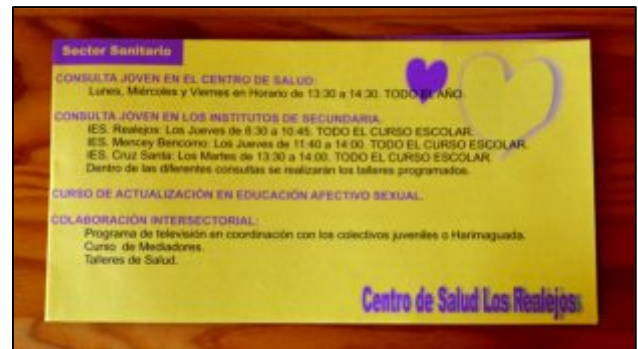 Sector Sanitario
CONSULTA JOVEN EN EL CENTRO DE SALUD:
Lunes, Miércoles y Viernes en Horario de 13:30 a 14:30. TODO EL AÑO.
CONSULTA JOVEN EN LOS INSTITUTOS DE SECUNDARIA.
IES. Realejos: Los Jueves de 8:30 a 10:45. TODO EL CURSO ESCOLAR.
IES. Mencey Bencomo: Los Jueves de 11:40 a 14:00. TODO EL CURSO ESCOLAR.
IES. Cruz Santa: Los Martes de 13:30 a 14:00. TODO EL CURSO ESCOLAR.
Dentro de las diferentes consultas se realizarán los talleres programados.
CURSO DE ACTUALIZACIÓN EN EDUCACIÓN AFECTIVO SEXUAL.
COLABORACIÓN INTERSECTORIAL:
Programa de televisión en coordinación con los colectivos juveniles o Harimaguada.
Curso de Mediadores.
Talleres de Salud.
Centro de Salud Los Realejos